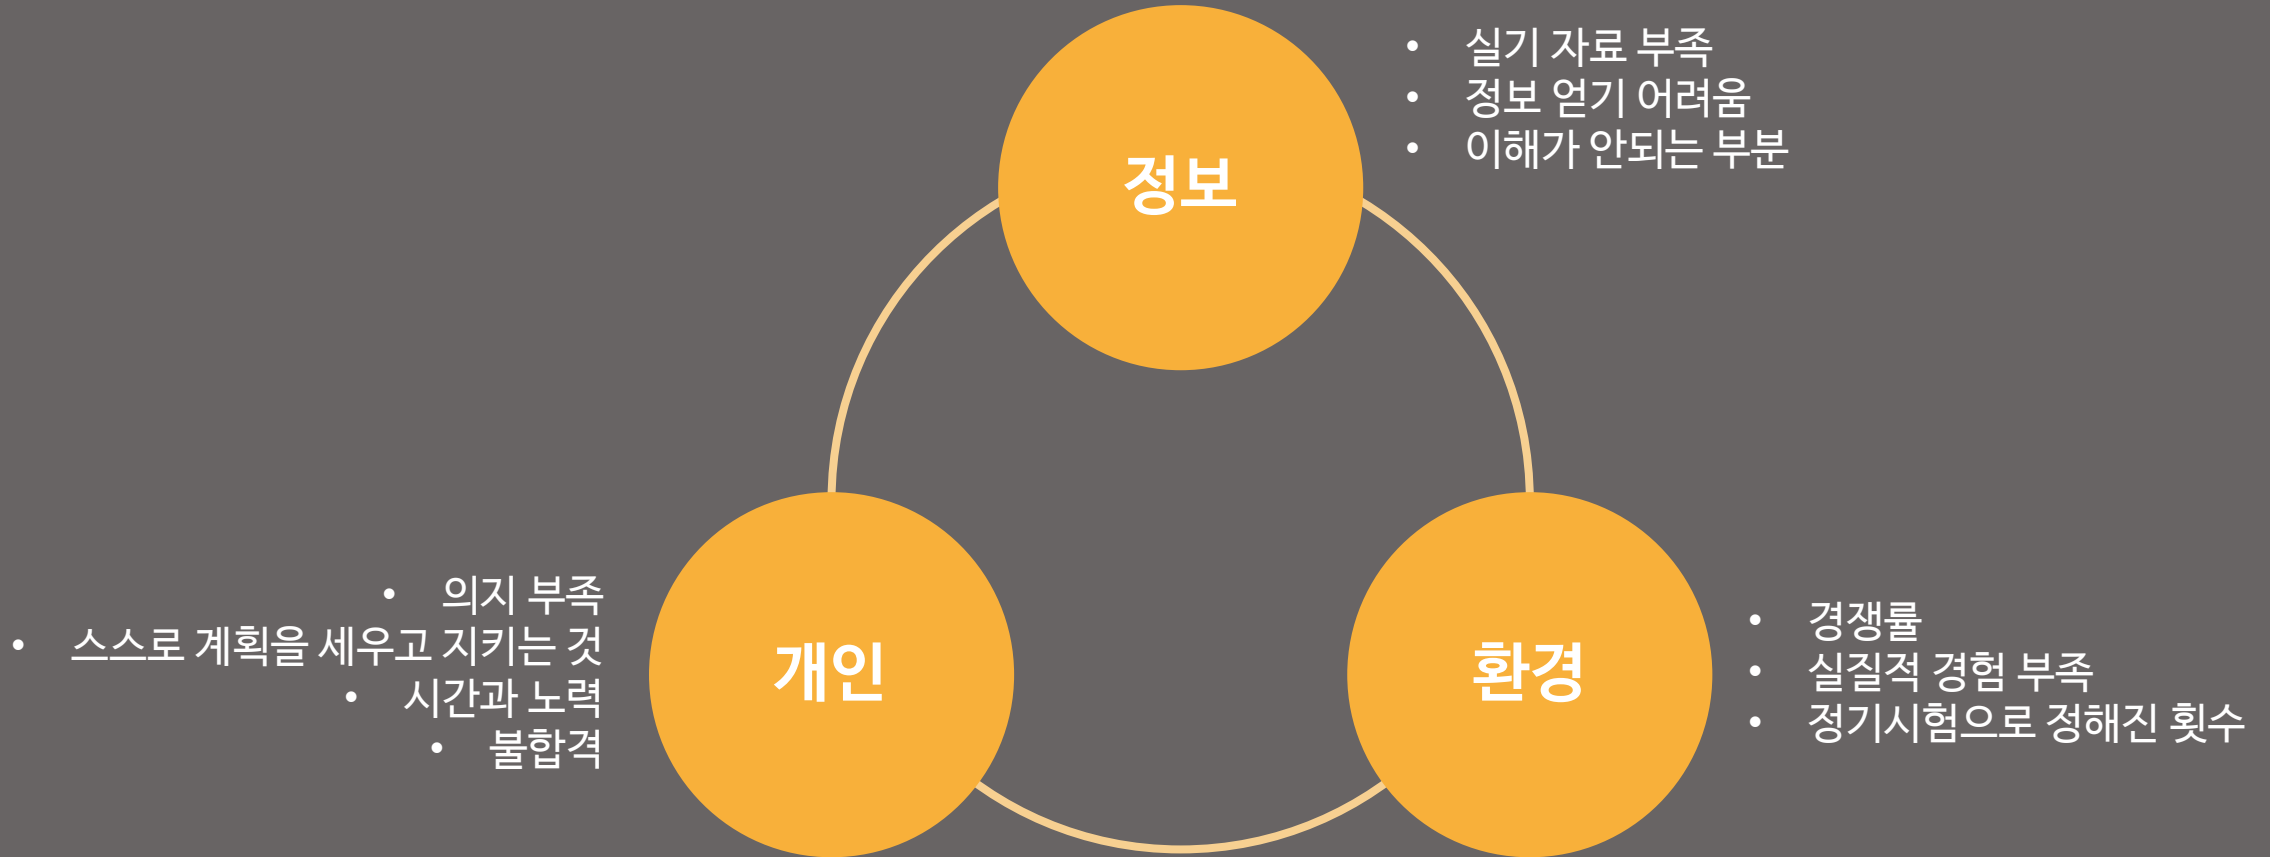 정보
• 실기 자료 부족
• 정보 얻기 어려움
• 이해가 안되는 부분
개인
• 의지 부족
• 스스로 계획을 세우고 지키는 것
• 시간과 노력
• 불합격
환경
• 경쟁률
• 실질적 경험 부족
• 정기시험으로 정해진 횟수